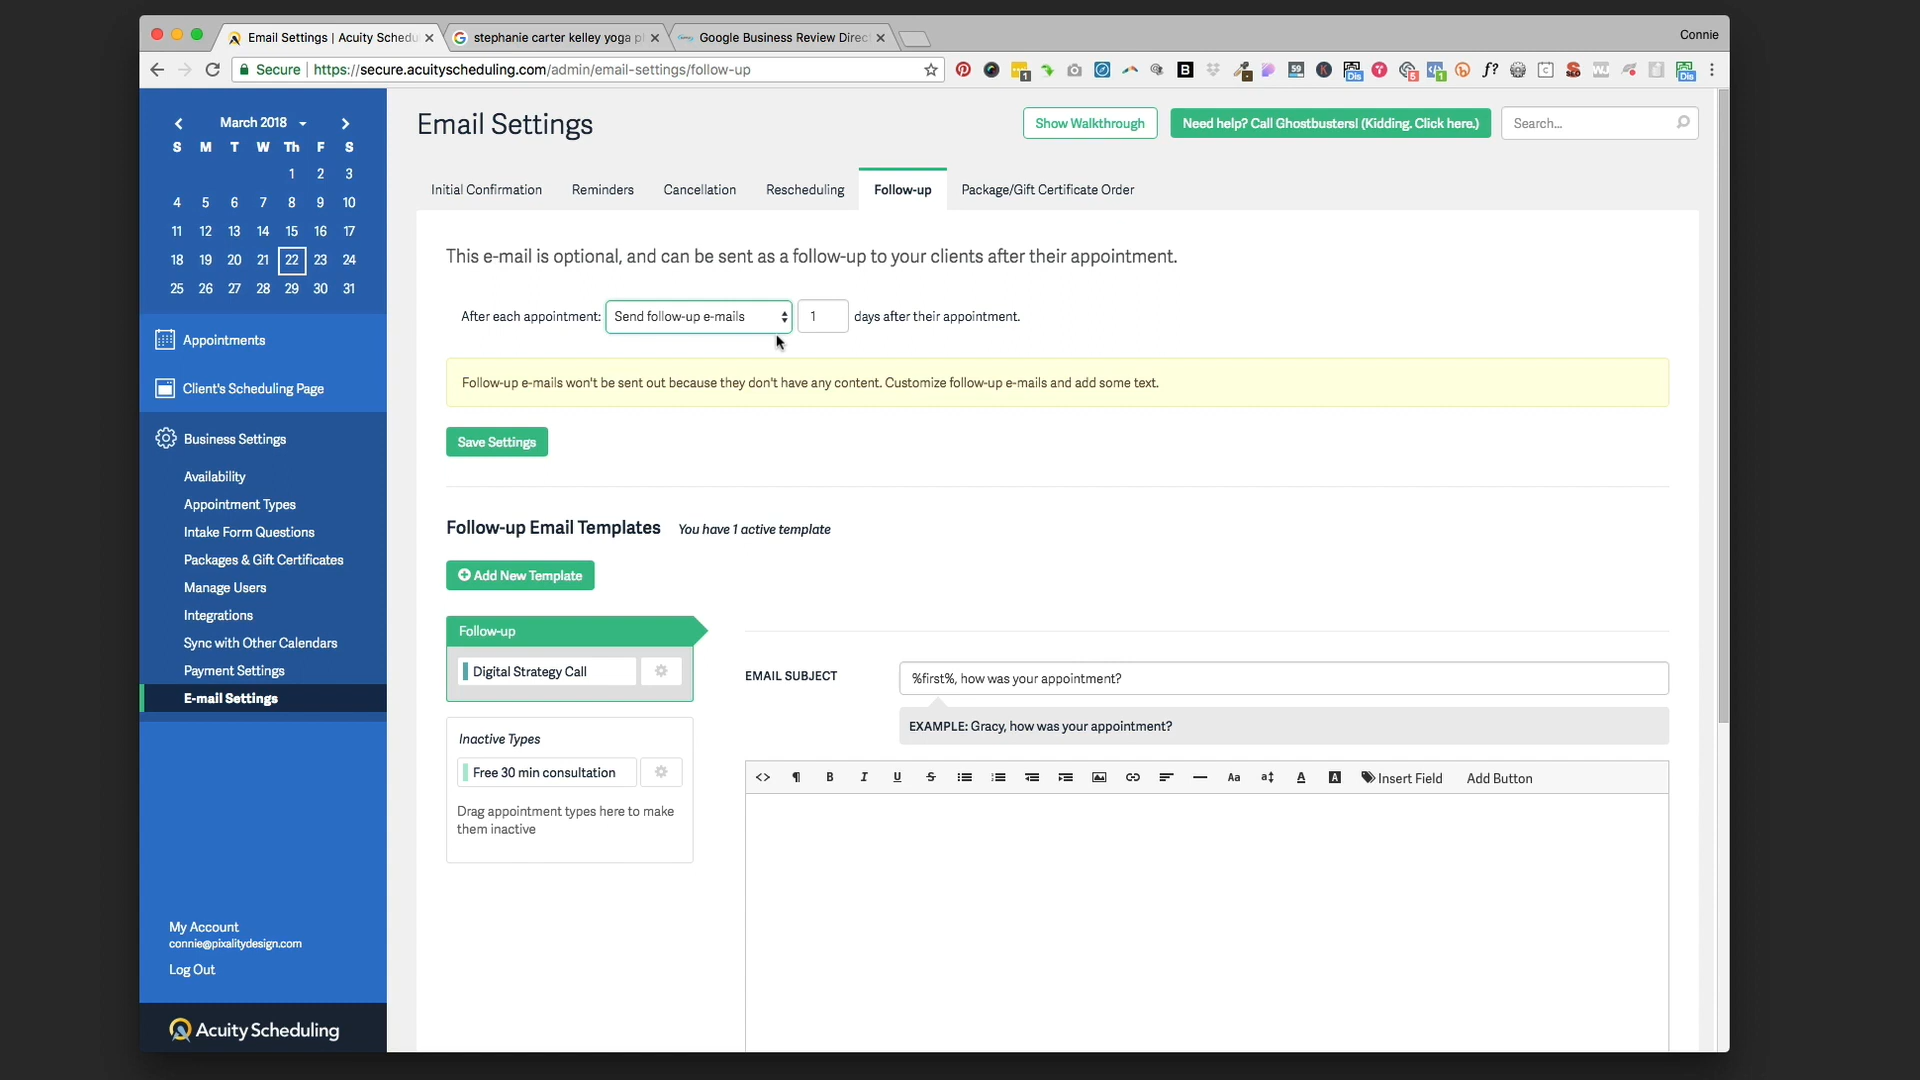 Email Settings | Acuity Schedu
stephanie carter kelley yoga p
Google Business Review Direc
Connie
Secure | https://secure.acuityscheduling.com/admin/email-settings/follow-up
March 2018
S M T W Th F S
1 2 3
4 5 6 7 8 9 10
11 12 13 14 15 16 17
18 19 20 21 22 23 24
25 26 27 28 29 30 31
Appointments
Client's Scheduling Page
Business Settings
Availability
Appointment Types
Intake Form Questions
Packages & Gift Certificates
Manage Users
Integrations
Sync with Other Calendars
Payment Settings
E-mail Settings
My Account
connie@pixalitydesign.com
Log Out
Acuity Scheduling
Email Settings
Show Walkthrough
Need help? Call Ghostbusters! (Kidding. Click here.)
Search...
Initial Confirmation
Reminders
Cancellation
Rescheduling
Follow-up
Package/Gift Certificate Order
This e-mail is optional, and can be sent as a follow-up to your clients after their appointment.
After each appointment: Send follow-up e-mails 1 days after their appointment.
Follow-up e-mails won't be sent out because they don't have any content. Customize follow-up e-mails and add some text.
Save Settings
Follow-up Email Templates You have 1 active template
Add New Template
Follow-up
Digital Strategy Call
Inactive Types
Free 30 min consultation
Drag appointment types here to make
them inactive
EMAIL SUBJECT
%first%, how was your appointment?
EXAMPLE: Gracy, how was your appointment?
Insert Field
Add Button